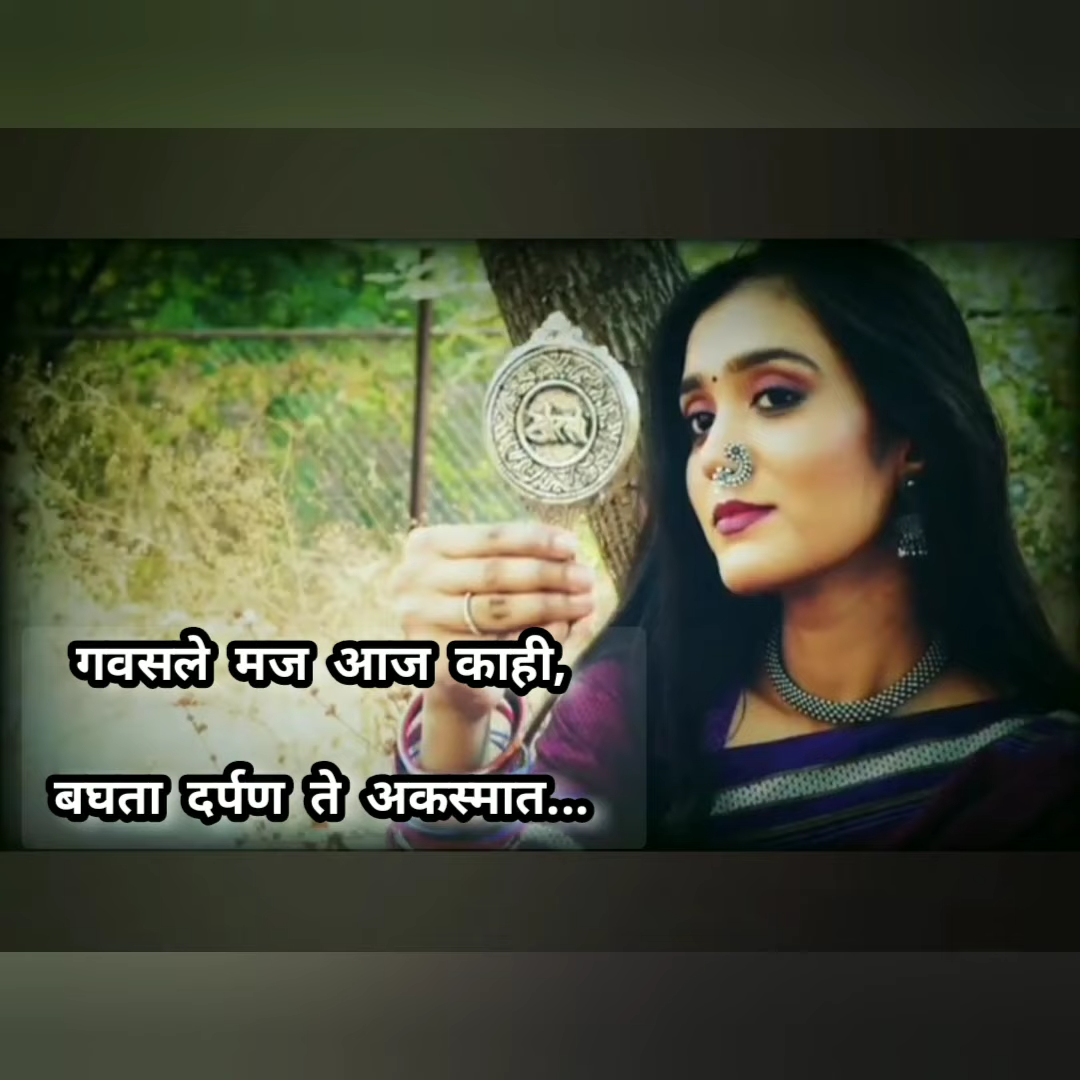 गवसले मज आज काही,
बघता दर्पण ते अकस्मात...